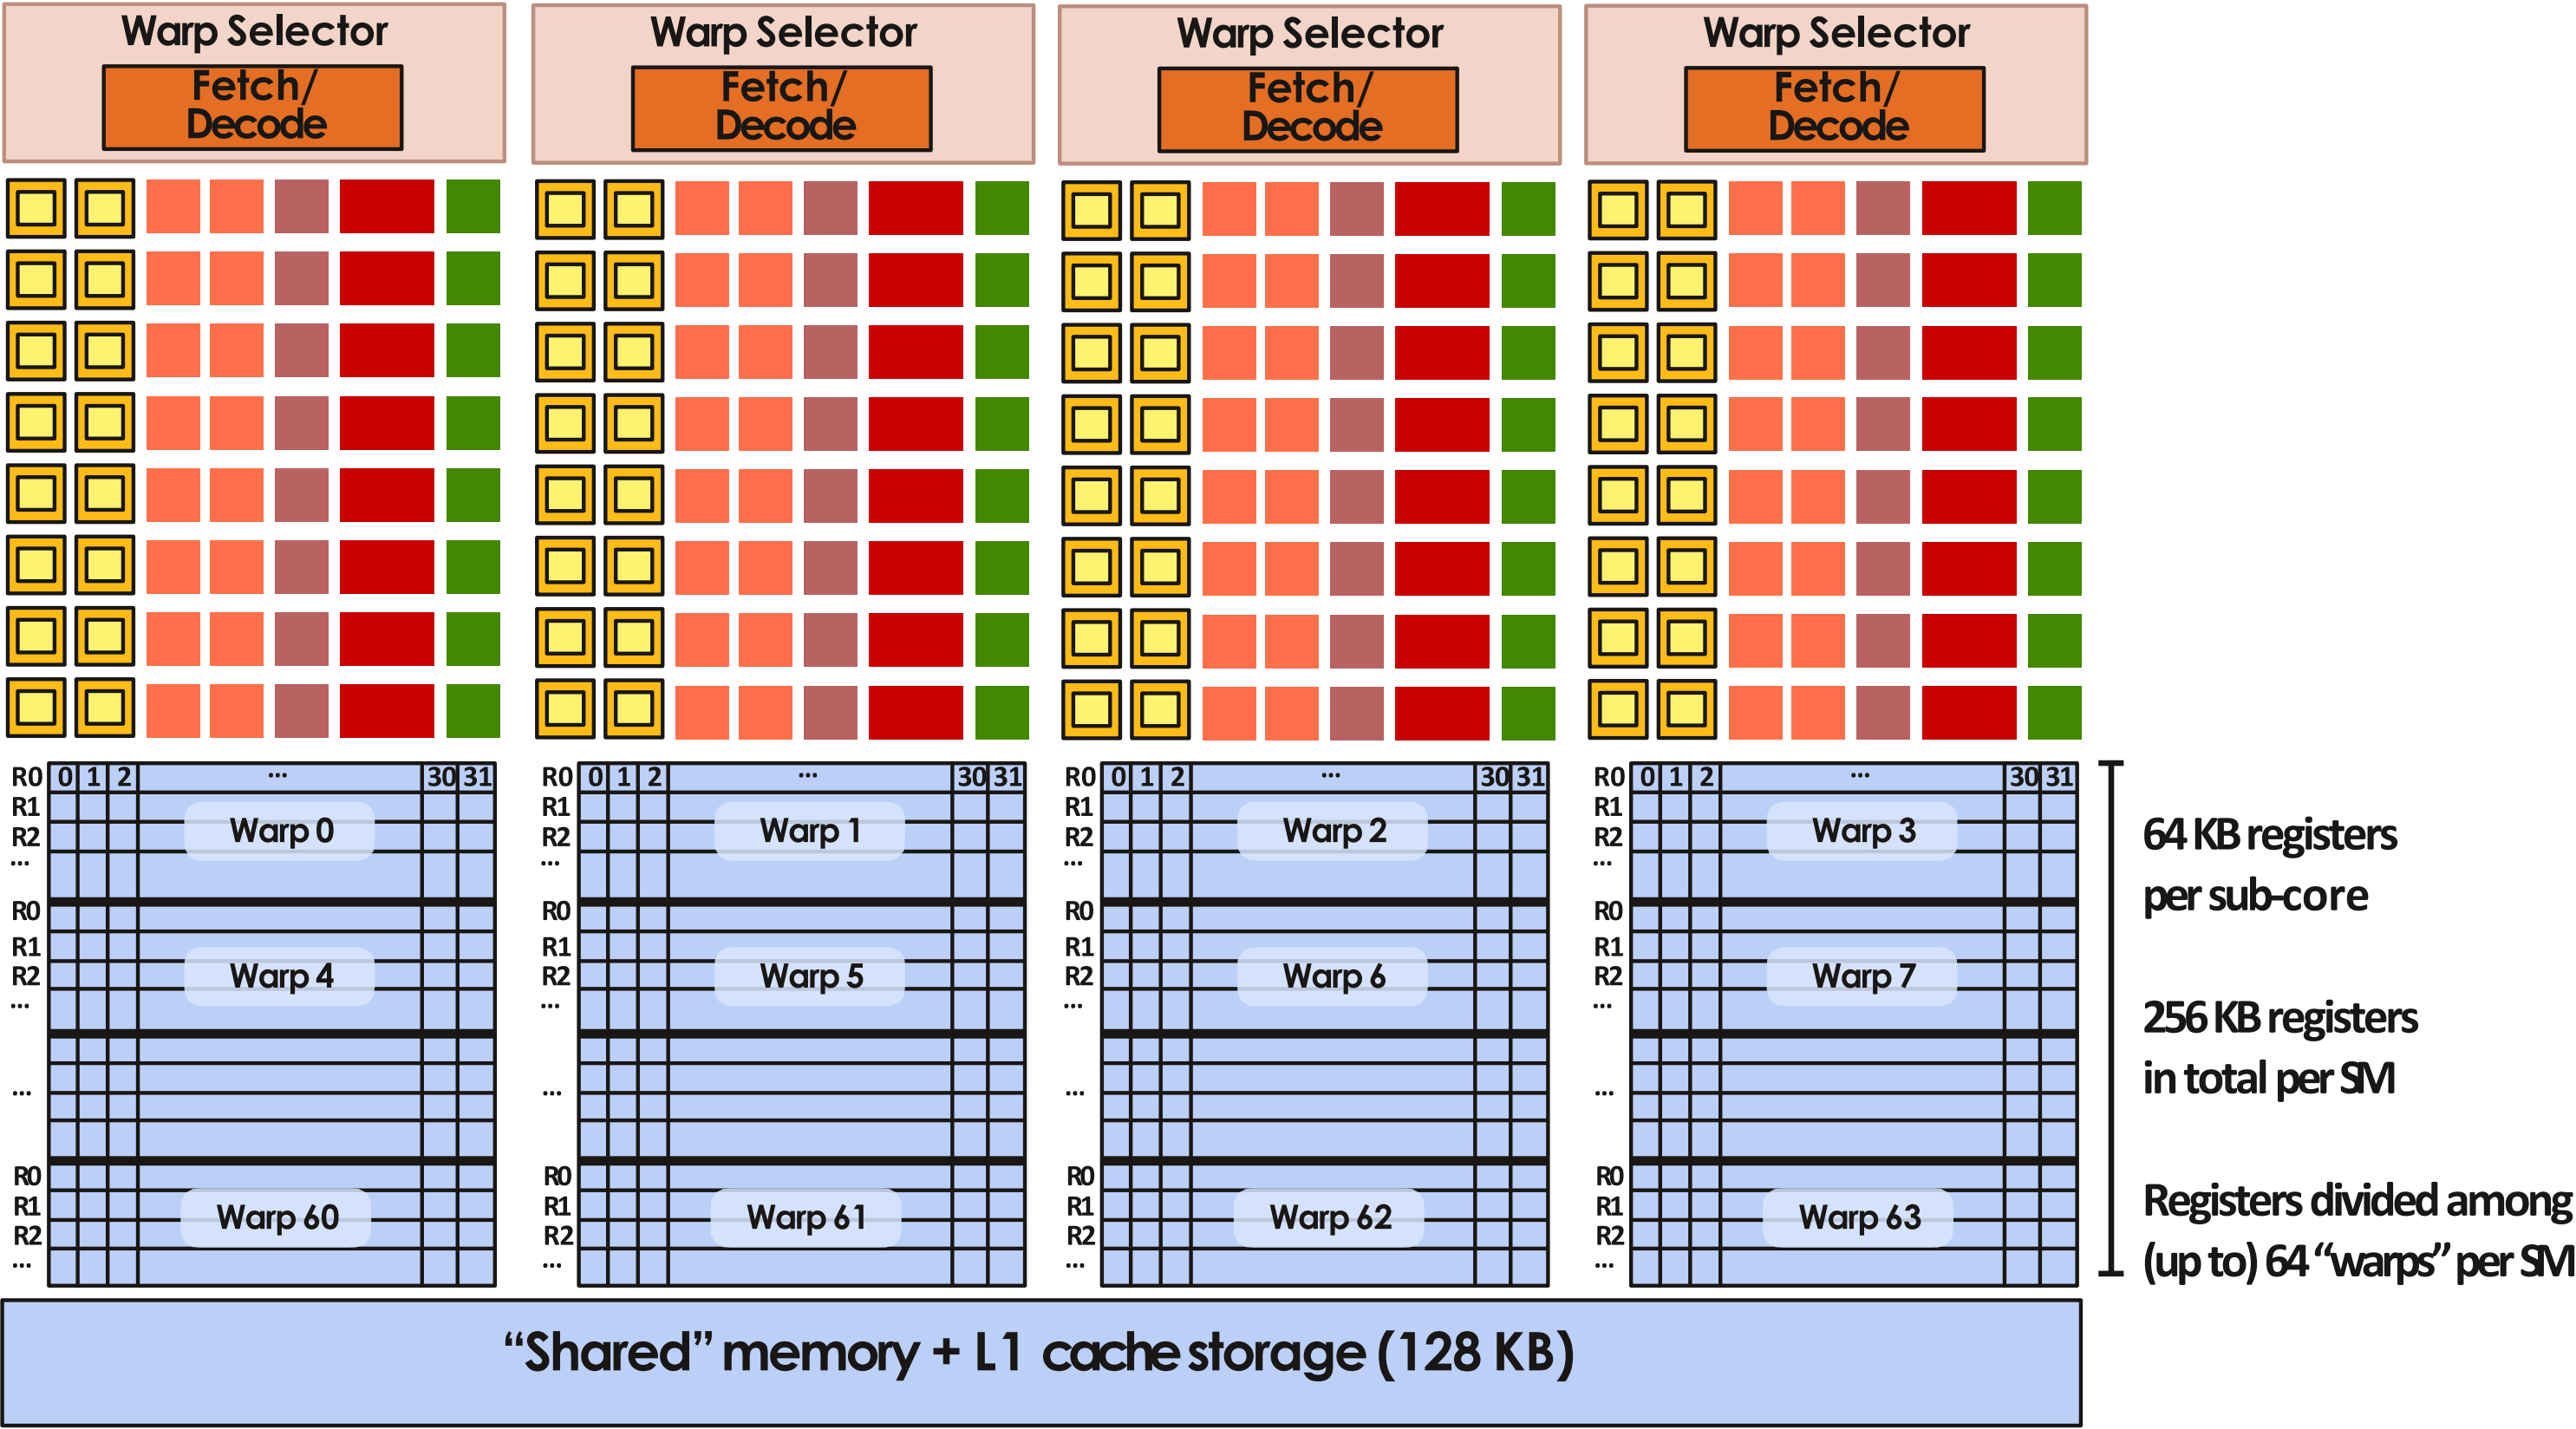 Warp Selector
Fetch/
Decode
Warp Selector
Fetch/
Decode
Warp Selector
Fetch/
Decode
Warp Selector
Fetch/
Decode
R0 0 1 2 ... 30 31
R1
R2 Warp 0
...
R0
R1
R2 Warp 4
...
...
R0
R1 Warp 60
R2
...
R0 0 1 2 ... 30 31
R1
R2 Warp 1
...
R0
R1
R2 Warp 5
...
...
R0
R1 Warp 61
R2
...
R0 0 1 2 ... 30 31
R1
R2 Warp 2
...
R0
R1
R2 Warp 6
...
...
R0
R1 Warp 62
R2
...
R0 0 1 2 ... 30 31
R1
R2 Warp 3
...
R0
R1
R2 Warp 7
...
...
R0
R1 Warp 63
R2
...
64 KB registers
per sub-core
256 KB registers
in total per SM
Registers divided among
(up to) 64 “warps” per SM
“Shared” memory + L1 cache storage (128 KB)